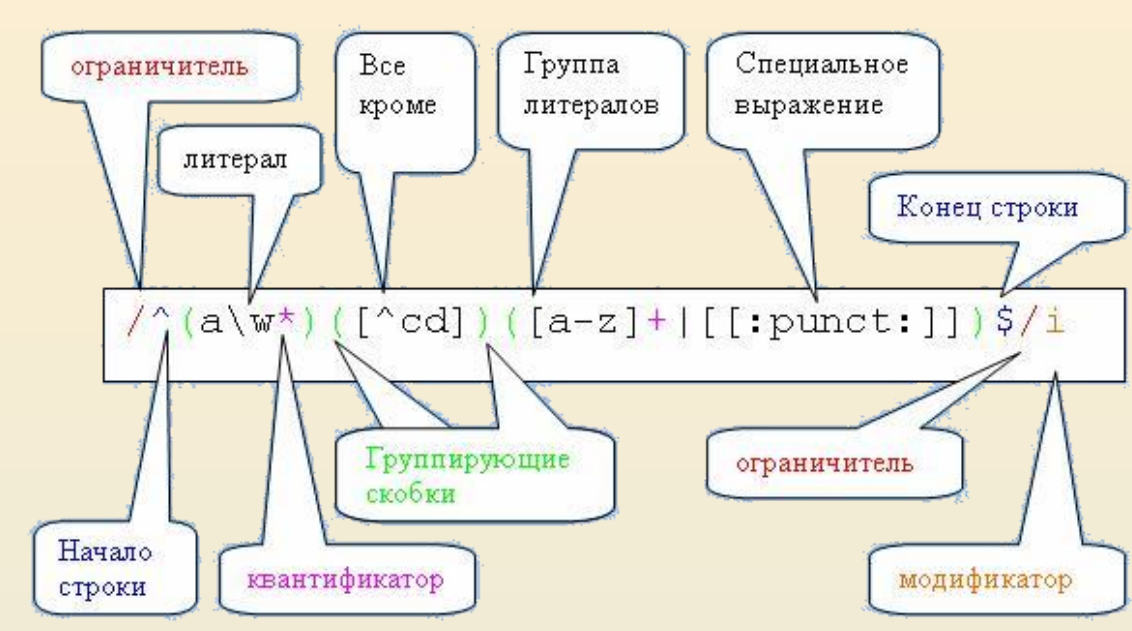 ограничитель
Все
кроме
Группа
литералов
Специальное
выражение
литерал
Конец строки
/^(a\w*)([^cd])([a-z]+|[[:punct:]])$/i
Группирующие
скобки
ограничитель
Начало
строки
квантификатор
модификатор